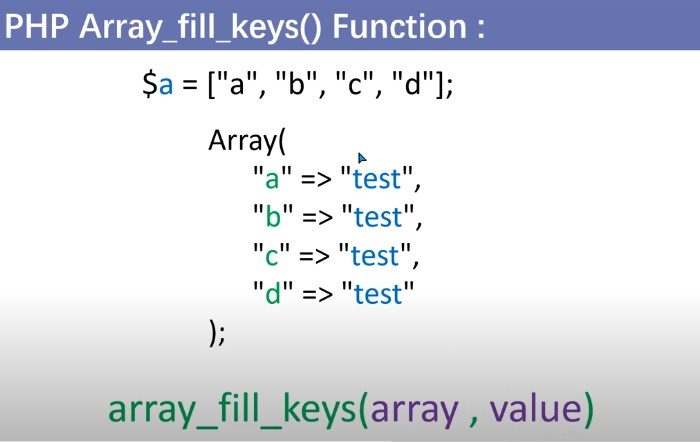 PHP Array_fill_keys() Function :
$a = ["a", "b", "c", "d"];
Array(
"a" => "test",
"b" => "test",
"c" => "test",
"d" => "test"
);
array_fill_keys(array , value)